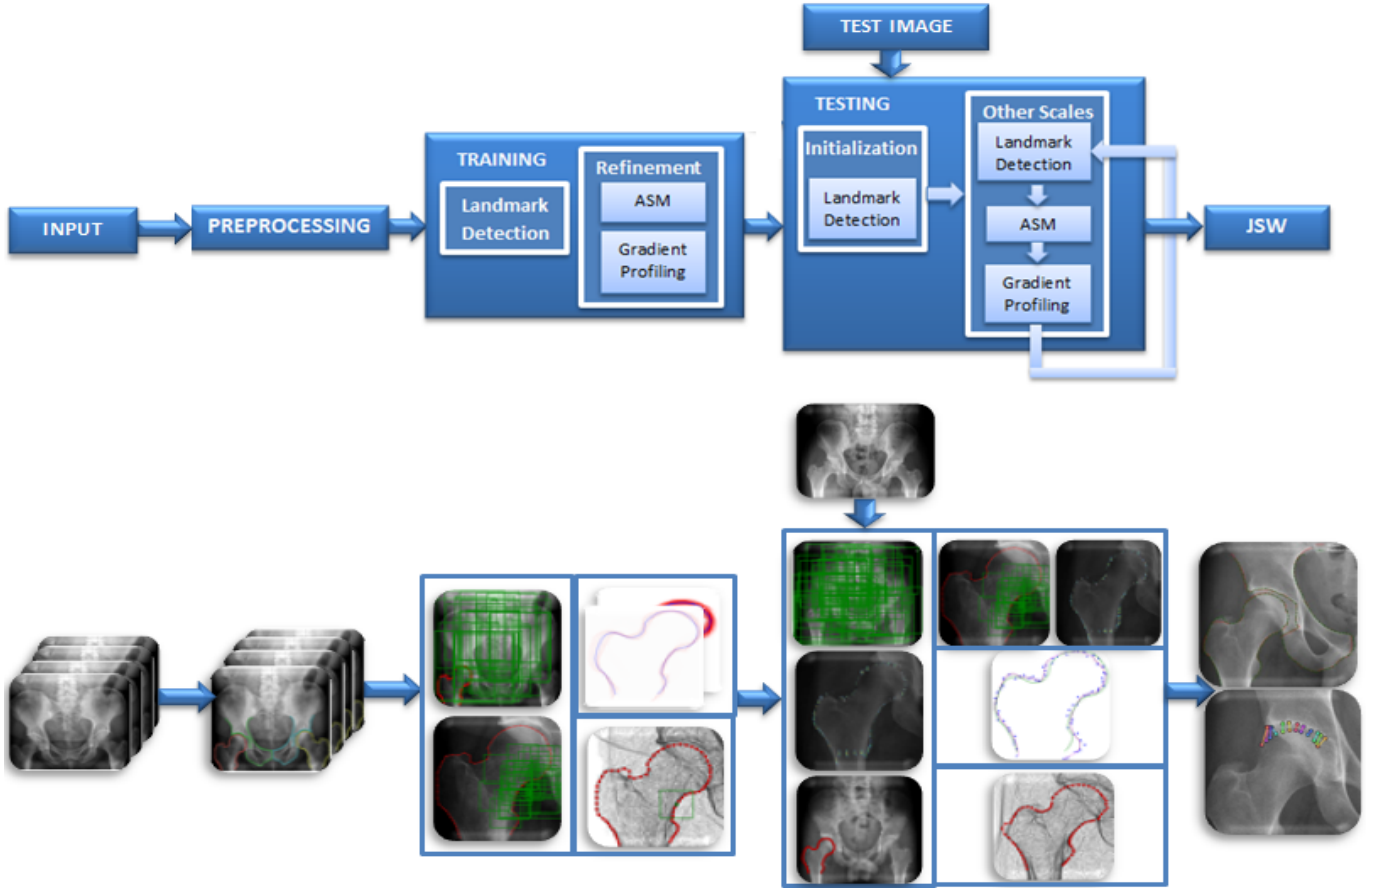 TEST IMAGE
TESTING
Other Scales
Landmark
Detection
Initialization
TRAINING
Refinement
ASM
Landmark
Detection
Landmark
Detection
ASM
INPUT
PREPROCESSING
JSW
Gradient
Profiling
Gradient
Profiling